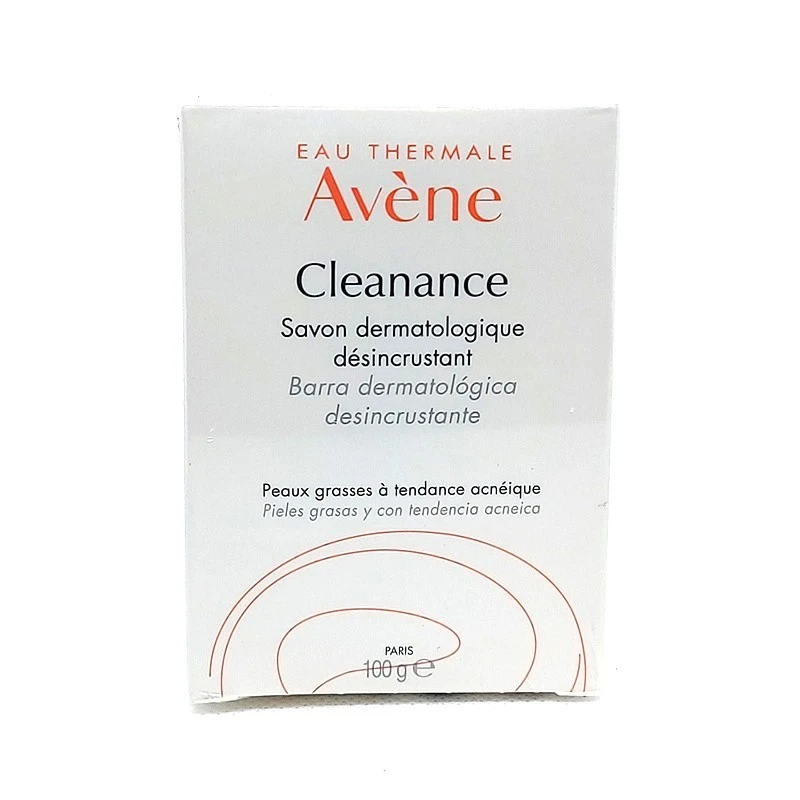 EAU THERMALE
Avène
Cleanance
Savon dermatologique
désincrustant
Barra dermatológica
desincrustante
Peaux grasses à tendance acnéique
Pieles grasas y con tendencia acneica
PARIS
100 g ℮